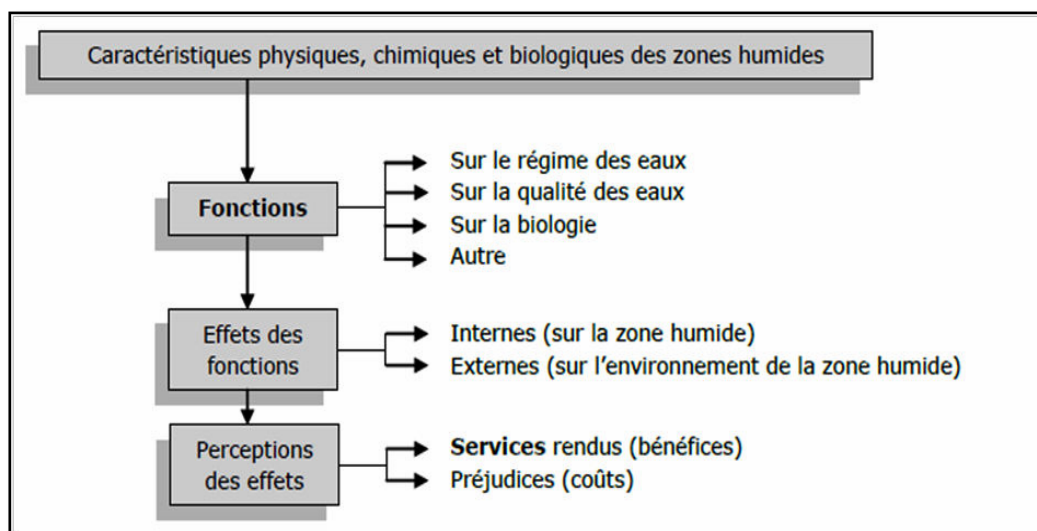 Caractéristiques physiques, chimiques et biologiques des zones humides
Fonctions
Sur le régime des eaux
Sur la qualité des eaux
Sur la biologie
Autre
Effets des
fonctions
Internes (sur la zone humide)
Externes (sur l'environnement de la zone humide)
Perceptions
des effets
Services rendus (bénéfices)
Préjudices (coûts)